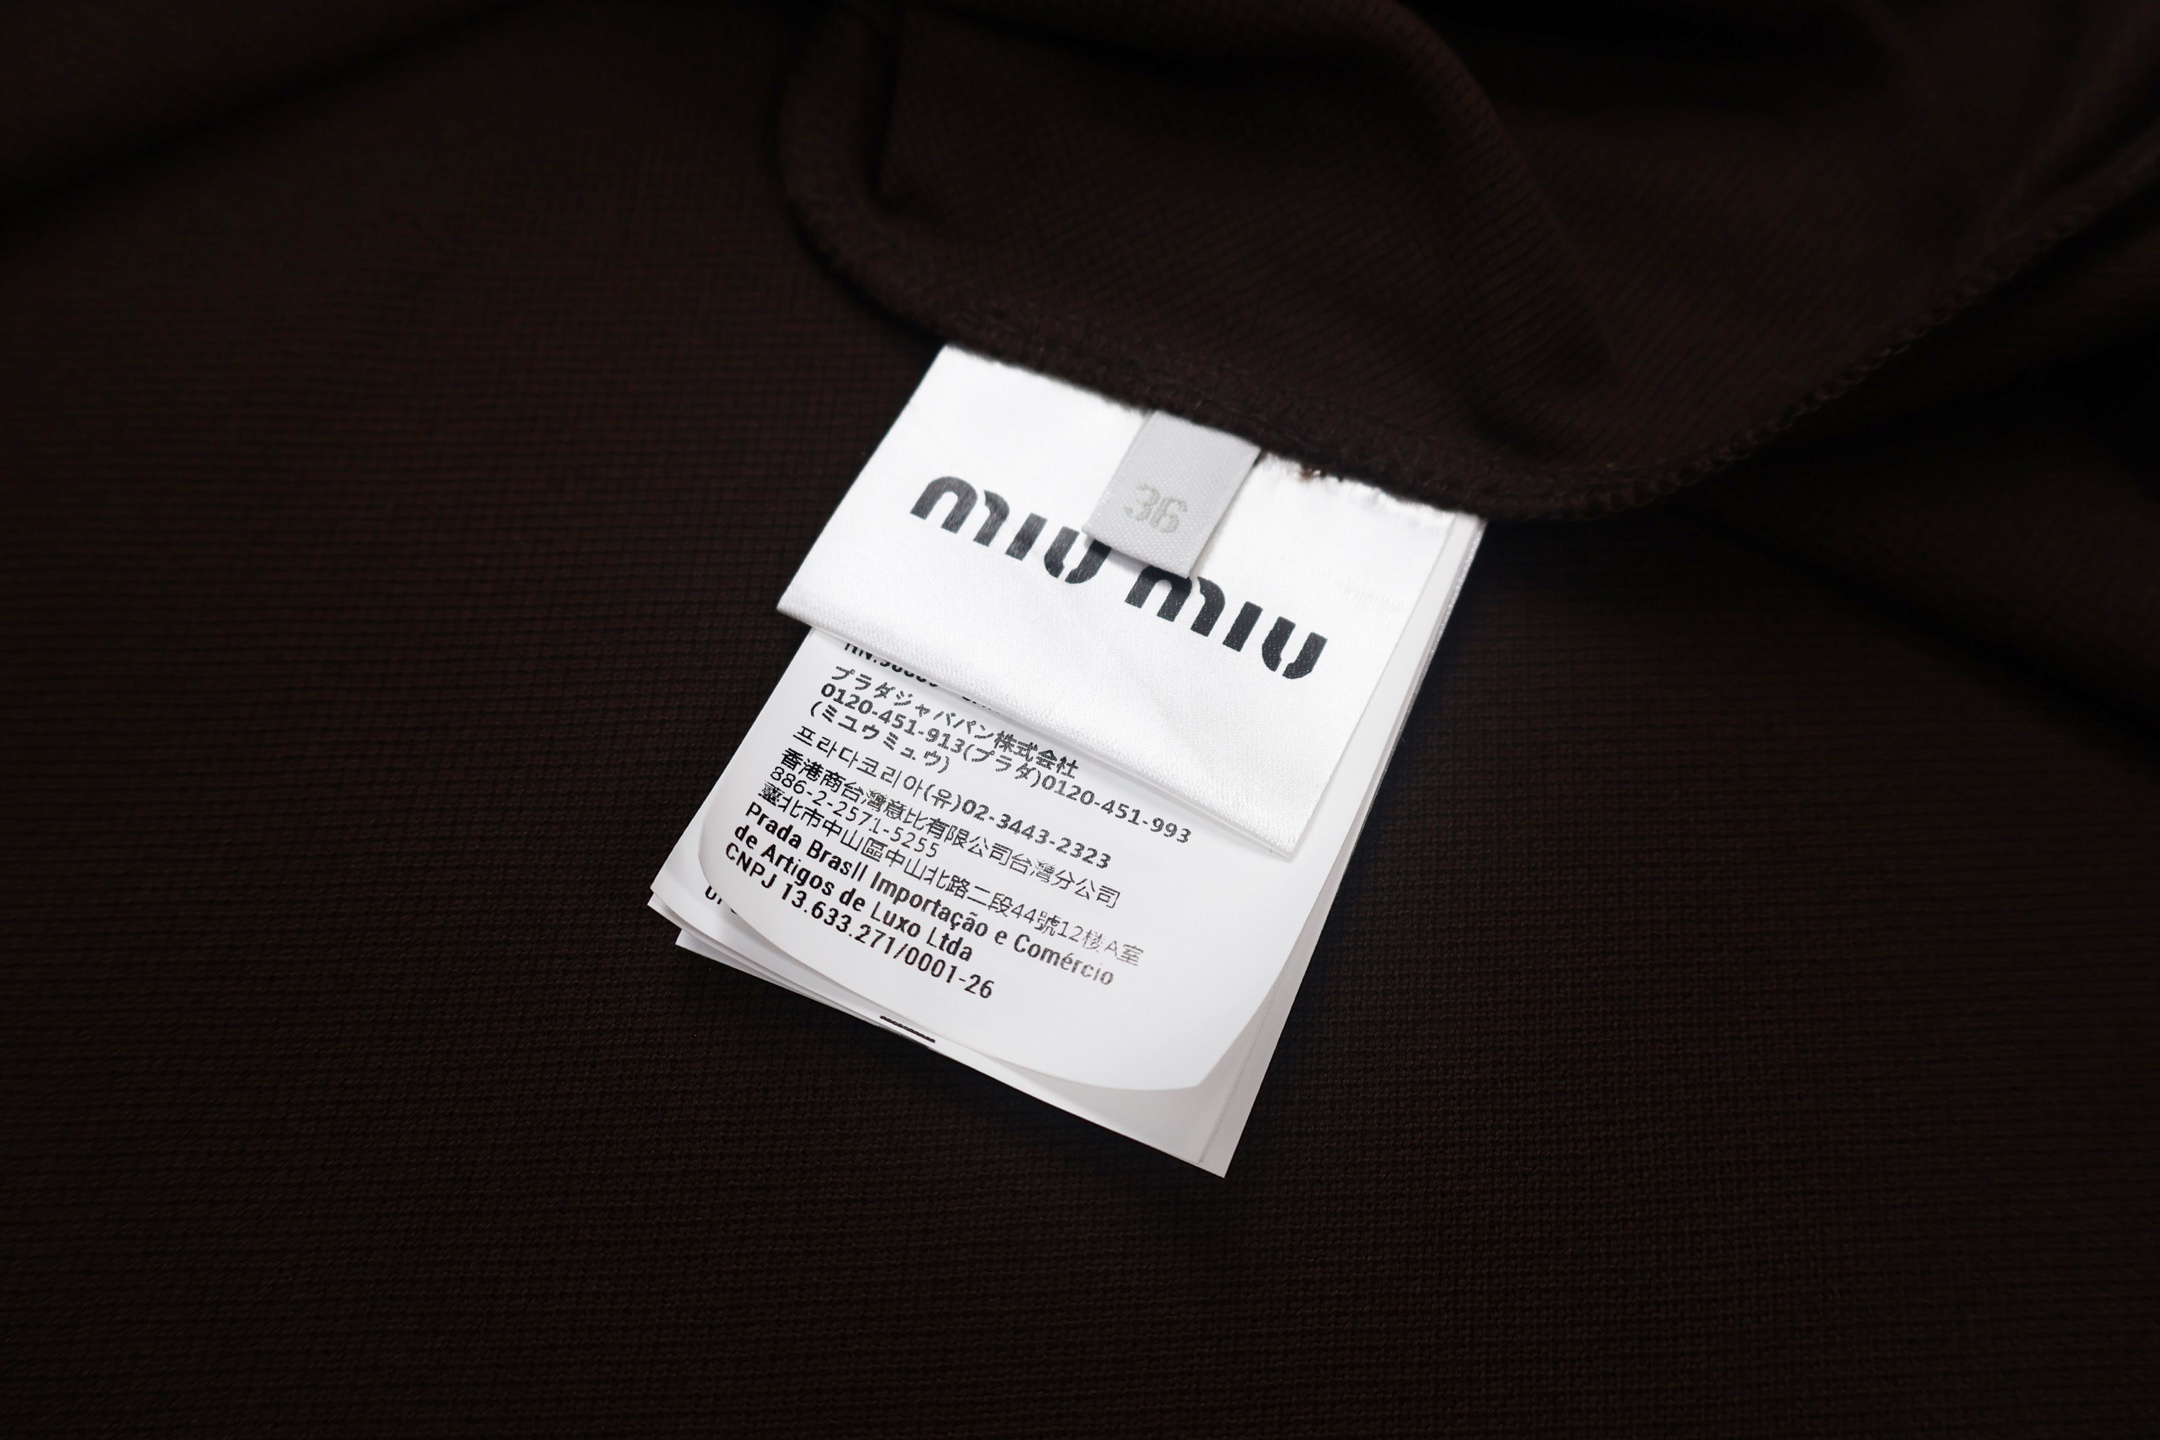 36
miu miu
プラダジャパパン株式会社
0120-451-913(プラダ)0120-451-993
(ミユウミュウ)
프라다코리아(유)02-3443-2323
香港商台灣意比有限公司台灣分公司
886-2-2571-5255
臺北市中山區中山北路二段44號12楼A室
Prada Brasil Importação e Comércio
de Artigos de Luxo Ltda
CNPJ 13.633.271/0001-26